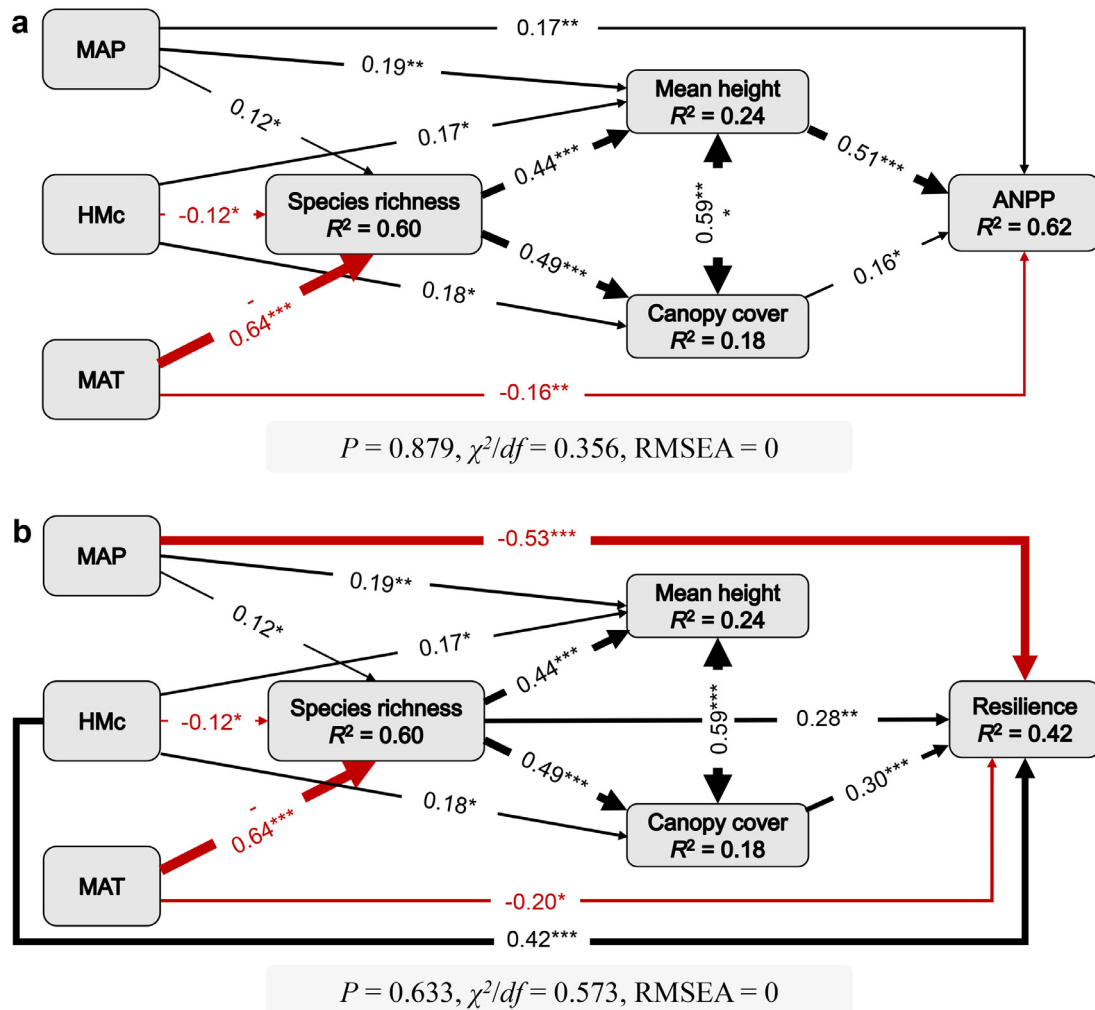 a
MAP
0.17**
0.19**
Mean height
R² = 0.24
0.12*
0.17*
0.44***
0.51***
HMc
-0.12*
Species richness
R² = 0.60
0.59**
*
ANPP
R² = 0.62
0.49***
0.16*
0.18*
Canopy cover
R² = 0.18
-
0.64***
MAT
-0.16**
P = 0.879, χ²/df = 0.356, RMSEA = 0
b
MAP
-0.53***
0.19**
Mean height
R² = 0.24
0.12*
0.17*
0.44***
HMc
-0.12*
Species richness
R² = 0.60
0.59***
0.28**
Resilience
R² = 0.42
0.49***
0.30***
0.18*
Canopy cover
R² = 0.18
-
0.64***
MAT
-0.20*
0.42***
P = 0.633, χ²/df = 0.573, RMSEA = 0